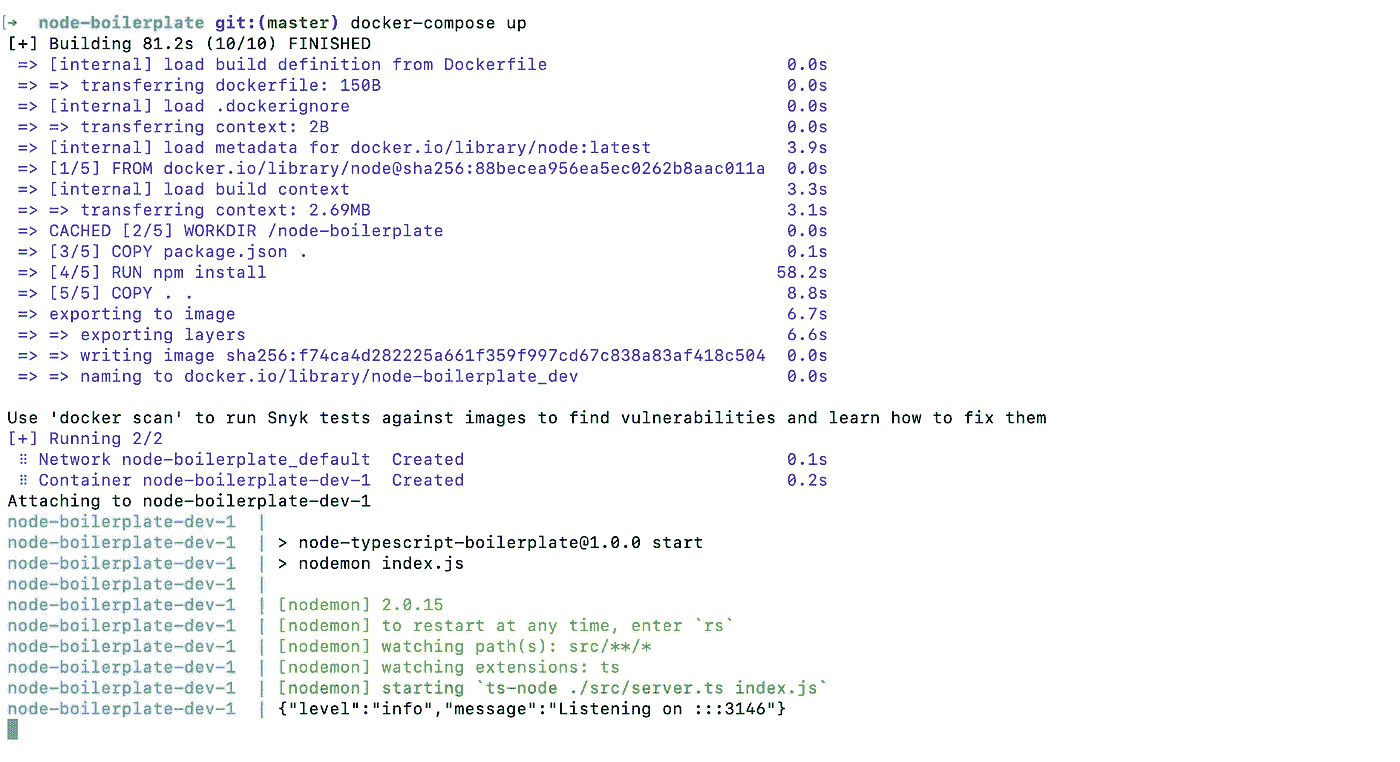 [➜  node-boilerplate git:(master) docker-compose up
[+] Building 81.2s (10/10) FINISHED
 => [internal] load build definition from Dockerfile                       0.0s
 => => transferring dockerfile: 150B                                       0.0s
 => [internal] load .dockerignore                                          0.0s
 => => transferring context: 2B                                            0.0s
 => [internal] load metadata for docker.io/library/node:latest             3.9s
 => [1/5] FROM docker.io/library/node@sha256:88becea956ea5ec0262b8aac011a  0.0s
 => [internal] load build context                                          3.3s
 => => transferring context: 2.69MB                                        3.1s
 => CACHED [2/5] WORKDIR /node-boilerplate                                 0.0s
 => [3/5] COPY package.json .                                              0.1s
 => [4/5] RUN npm install                                                 58.2s
 => [5/5] COPY . .                                                         8.8s
 => exporting to image                                                     6.7s
 => => exporting layers                                                    6.6s
 => => writing image sha256:f74ca4d282225a661f359f997cd67c838a83af418c504  0.0s
 => => naming to docker.io/library/node-boilerplate_dev                    0.0s

Use 'docker scan' to run Snyk tests against images to find vulnerabilities and learn how to fix them
[+] Running 2/2
 ⠿ Network node-boilerplate_default  Created                               0.1s
 ⠿ Container node-boilerplate-dev-1  Created                               0.2s
Attaching to node-boilerplate-dev-1
node-boilerplate-dev-1  |
node-boilerplate-dev-1  | > node-typescript-boilerplate@1.0.0 start
node-boilerplate-dev-1  | > nodemon index.js
node-boilerplate-dev-1  |
node-boilerplate-dev-1  | [nodemon] 2.0.15
node-boilerplate-dev-1  | [nodemon] to restart at any time, enter `rs`
node-boilerplate-dev-1  | [nodemon] watching path(s): src/**/*
node-boilerplate-dev-1  | [nodemon] watching extensions: ts
node-boilerplate-dev-1  | [nodemon] starting `ts-node ./src/server.ts index.js`
node-boilerplate-dev-1  | {"level":"info","message":"Listening on :::3146"}